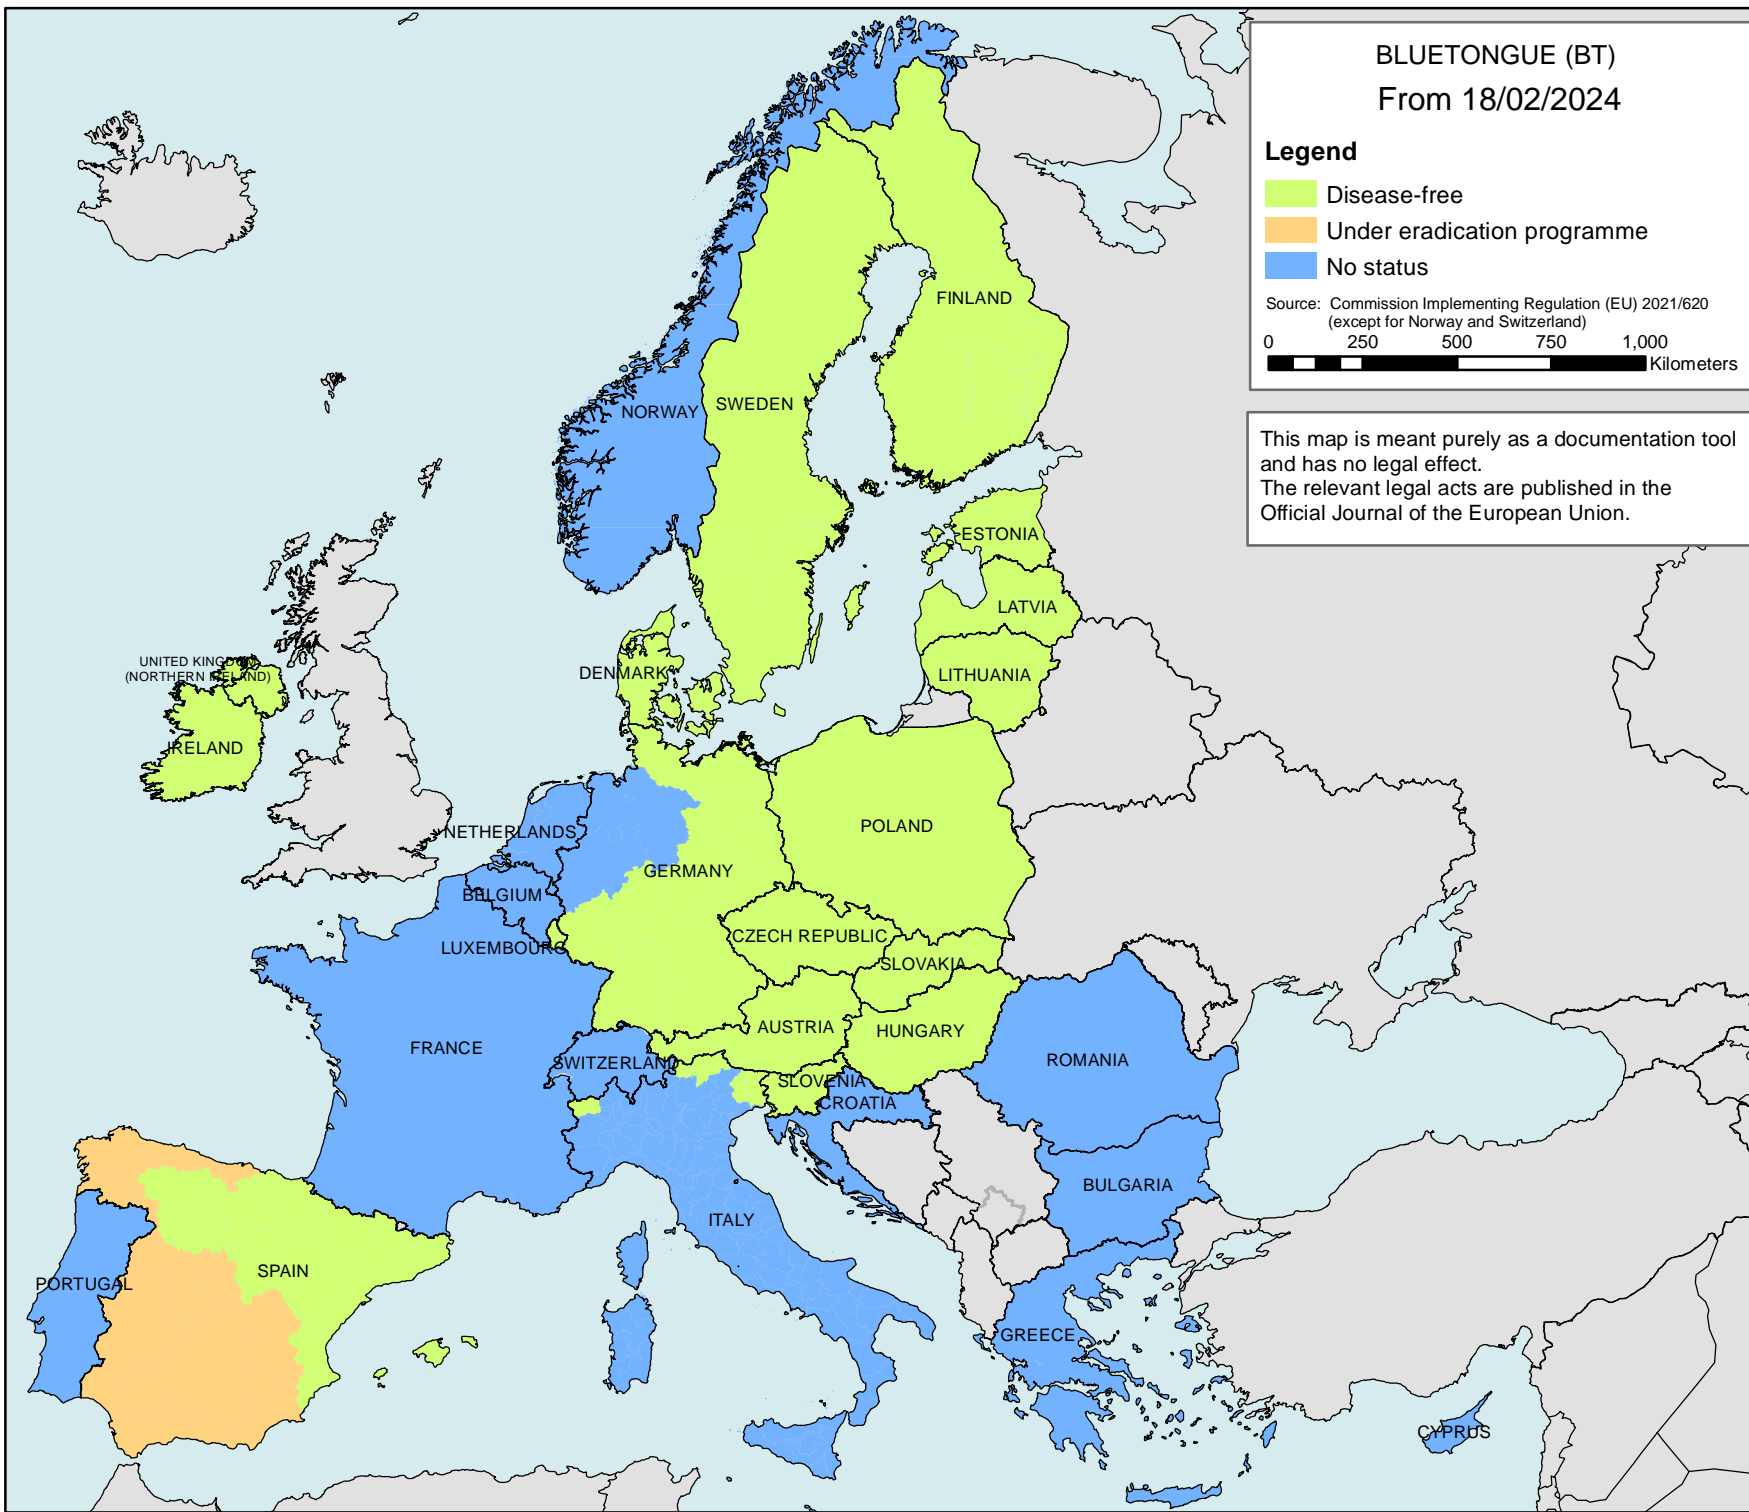 BLUETONGUE (BT)
From 18/02/2024
Legend
Disease-free
Under eradication programme
No status
Source: Commission Implementing Regulation (EU) 2021/620
(except for Norway and Switzerland)
0 250 500 750 1,000
Kilometers
This map is meant purely as a documentation tool
and has no legal effect.
The relevant legal acts are published in the
Official Journal of the European Union.
FINLAND
NORWAY
SWEDEN
ESTONIA
LATVIA
UNITED KINGDOM
(NORTHERN IRELAND)
DENMARK
LITHUANIA
IRELAND
NETHERLANDS
POLAND
GERMANY
BELGIUM
CZECH REPUBLIC
LUXEMBOURG
SLOVAKIA
AUSTRIA
HUNGARY
FRANCE
SWITZERLAND
ROMANIA
SLOVENIA
CROATIA
BULGARIA
ITALY
SPAIN
PORTUGAL
GREECE
CYPRUS